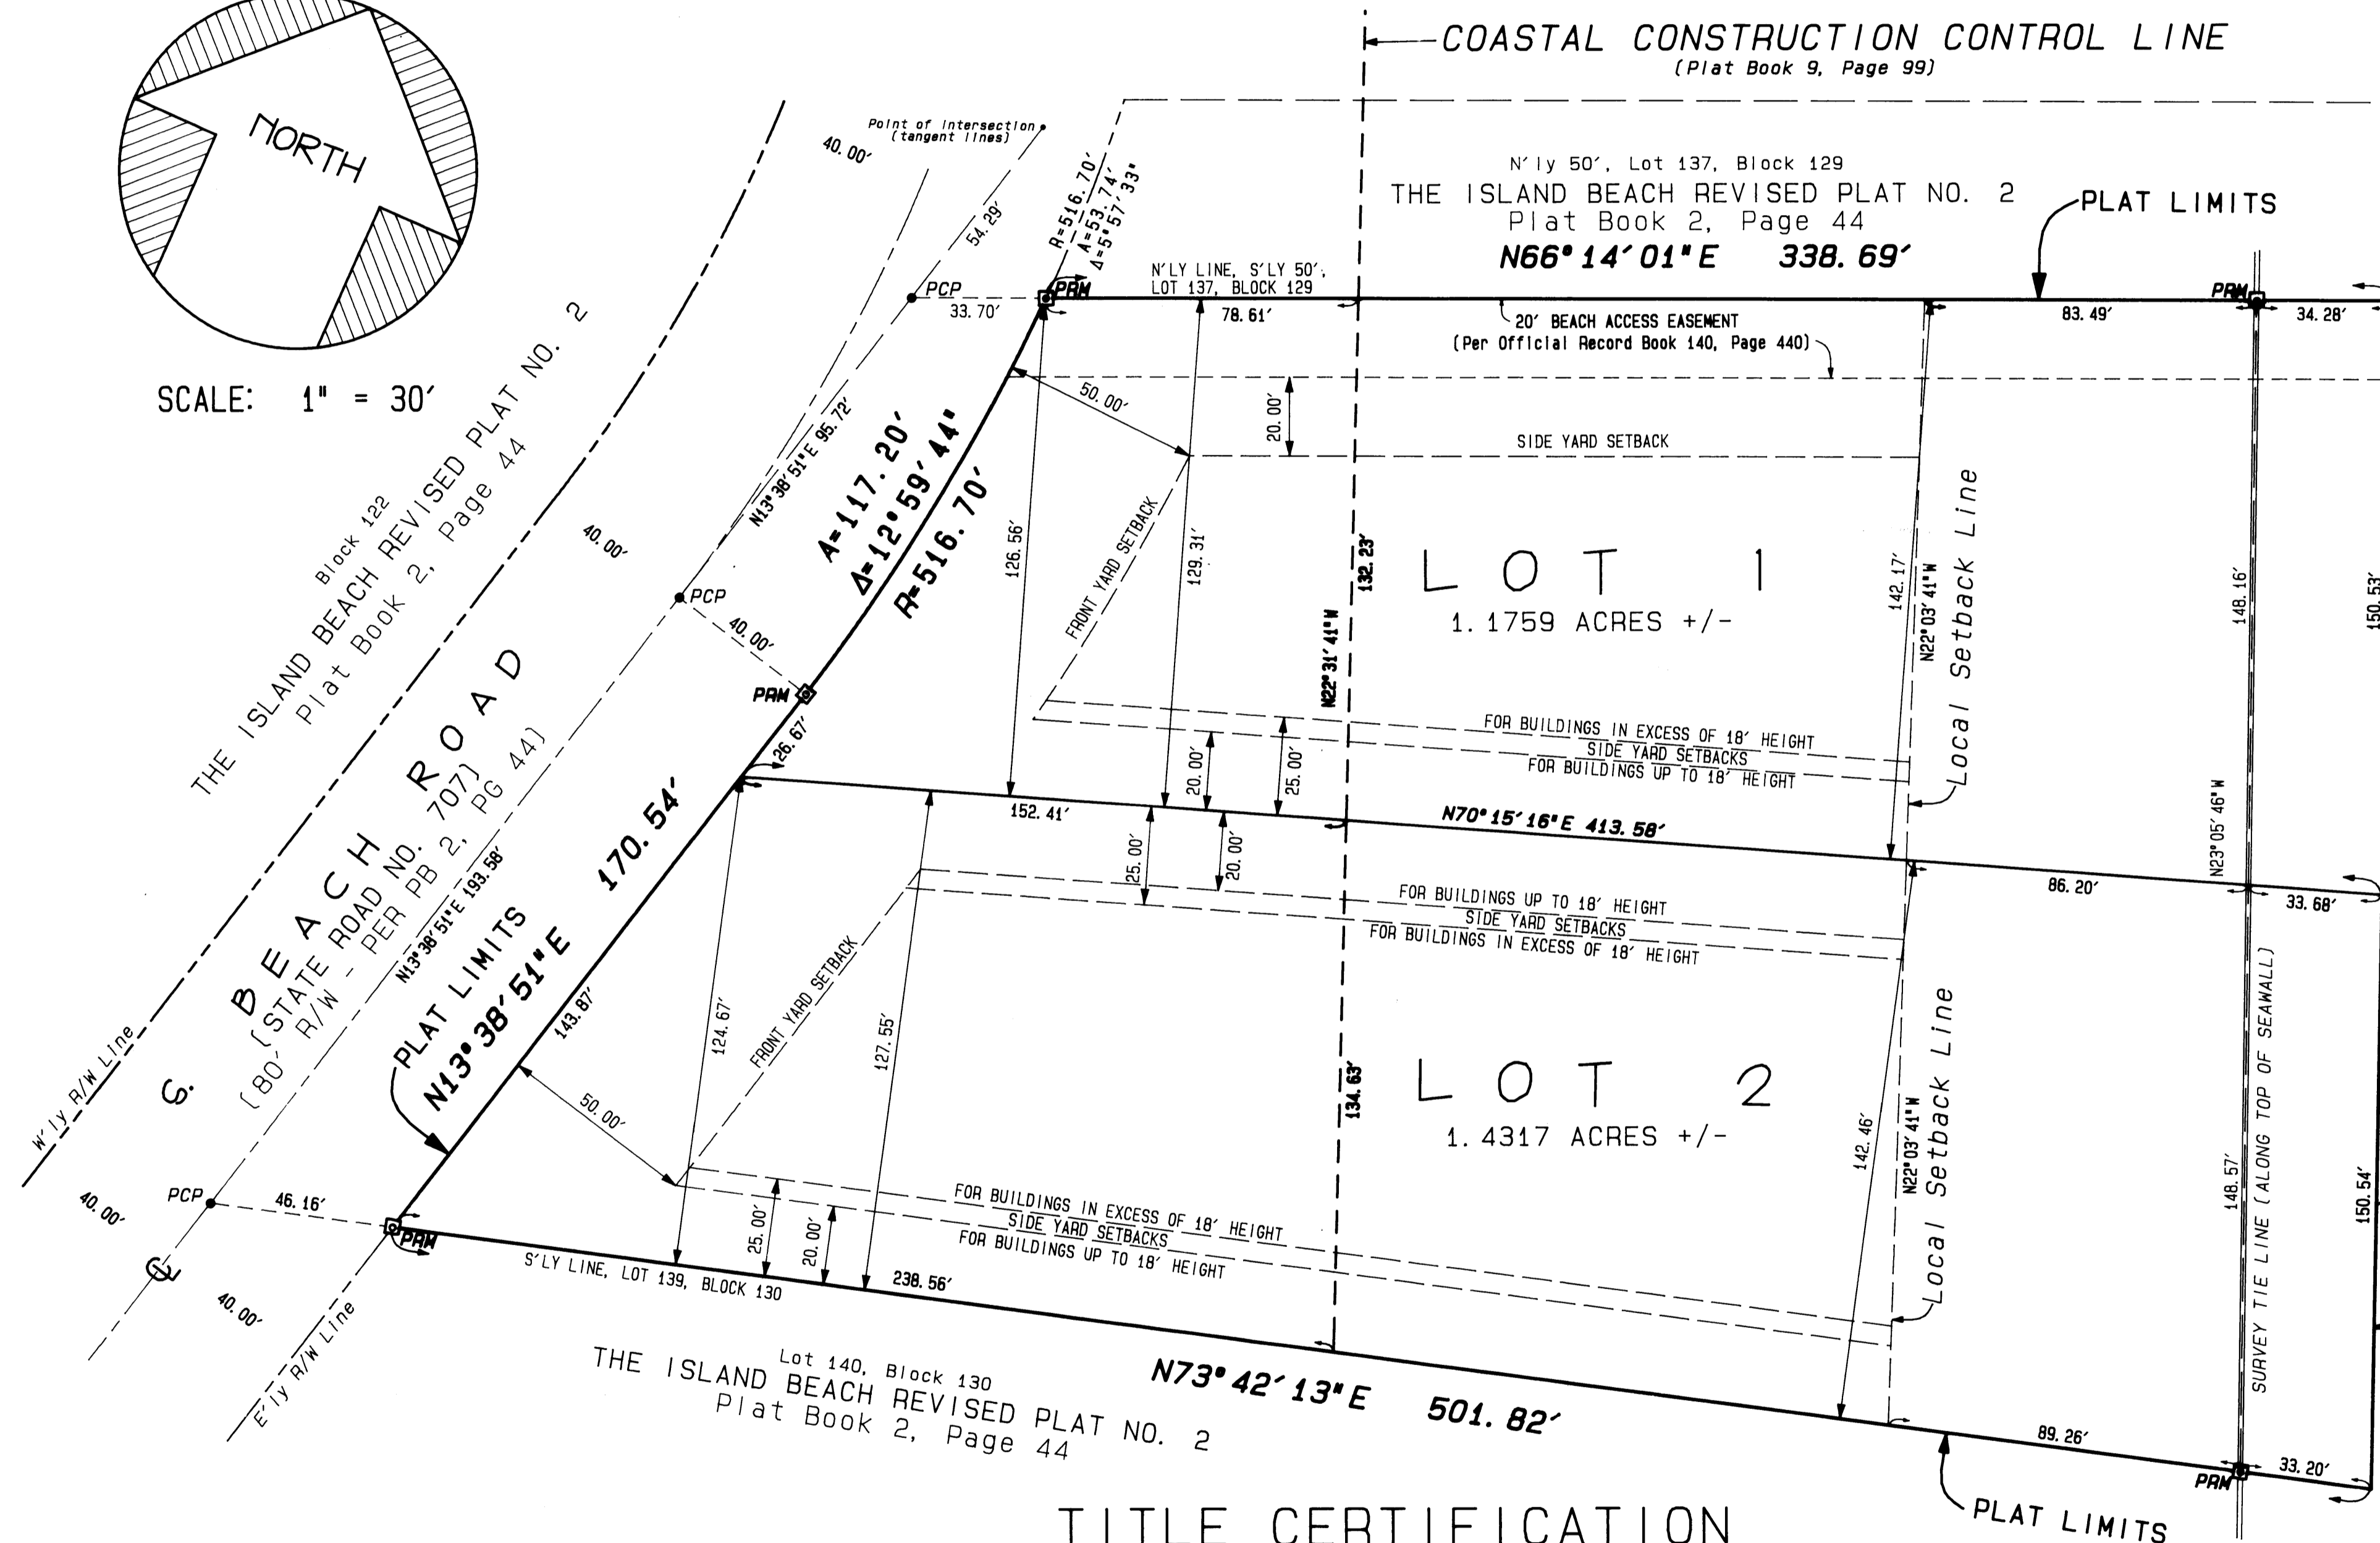 COASTAL CONSTRUCTION CONTROL LINE
(Plat Book 9, Page 99)
NORTH
SCALE: 1" = 30'
Point of intersection
(tangent lines)
40.00'
54.29'
R=516.70'
A=53.74'
Δ=5°57'33"
N'ly 50', Lot 137, Block 129
THE ISLAND BEACH REVISED PLAT NO. 2
Plat Book 2, Page 44
N66°14'01"E 338.69'
PLAT LIMITS
PCP
33.70'
PRM
N'LY LINE, S'LY 50',
LOT 137, BLOCK 129
78.61'
20' BEACH ACCESS EASEMENT
(Per Official Record Book 140, Page 440)
83.49'
PRM
34.28'
Block 122
THE ISLAND BEACH REVISED PLAT NO. 2
Plat Book 2, Page 44
40.00'
N13°38'51"E 95.72'
A=117.20'
Δ=12°59'44"
R=516.70'
50.00'
20.00'
SIDE YARD SETBACK
126.56'
FRONT YARD SETBACK
129.31'
132.23'
N22°31'41"W
LOT 1
1.1759 ACRES +/-
142.17'
N22°03'41"W
Local Setback Line
148.16'
150.53'
PCP
40.00'
PRM
26.67'
FOR BUILDINGS IN EXCESS OF 18' HEIGHT
SIDE YARD SETBACKS
FOR BUILDINGS UP TO 18' HEIGHT
20.00'
25.00'
152.41'
N70°15'16"E 413.58'
N23°05'46"W
86.20'
33.68'
S. BEACH ROAD
(STATE ROAD NO. 707)
(80' R/W - PER PB 2, PG 44)
N13°38'51"E 193.58'
170.54'
PLAT LIMITS
N13°38'51"E
143.87'
25.00'
20.00'
FOR BUILDINGS UP TO 18' HEIGHT
SIDE YARD SETBACKS
FOR BUILDINGS IN EXCESS OF 18' HEIGHT
124.67'
FRONT YARD SETBACK
127.55'
134.63'
LOT 2
1.4317 ACRES +/-
142.46'
N22°03'41"W
Local Setback Line
SURVEY TIE LINE (ALONG TOP OF SEAWALL)
148.57'
150.54'
W'ly R/W Line
50.00'
PCP
46.16'
40.00'
PRM
40.00'
E'ly R/W Line
S'LY LINE, LOT 139, BLOCK 130
25.00'
20.00'
FOR BUILDINGS IN EXCESS OF 18' HEIGHT
SIDE YARD SETBACKS
FOR BUILDINGS UP TO 18' HEIGHT
238.56'
Lot 140, Block 130
THE ISLAND BEACH REVISED PLAT NO. 2
Plat Book 2, Page 44
N73°42'13"E 501.82'
89.26'
PRM
33.20'
PLAT LIMITS
TITLE CERTIFICATION